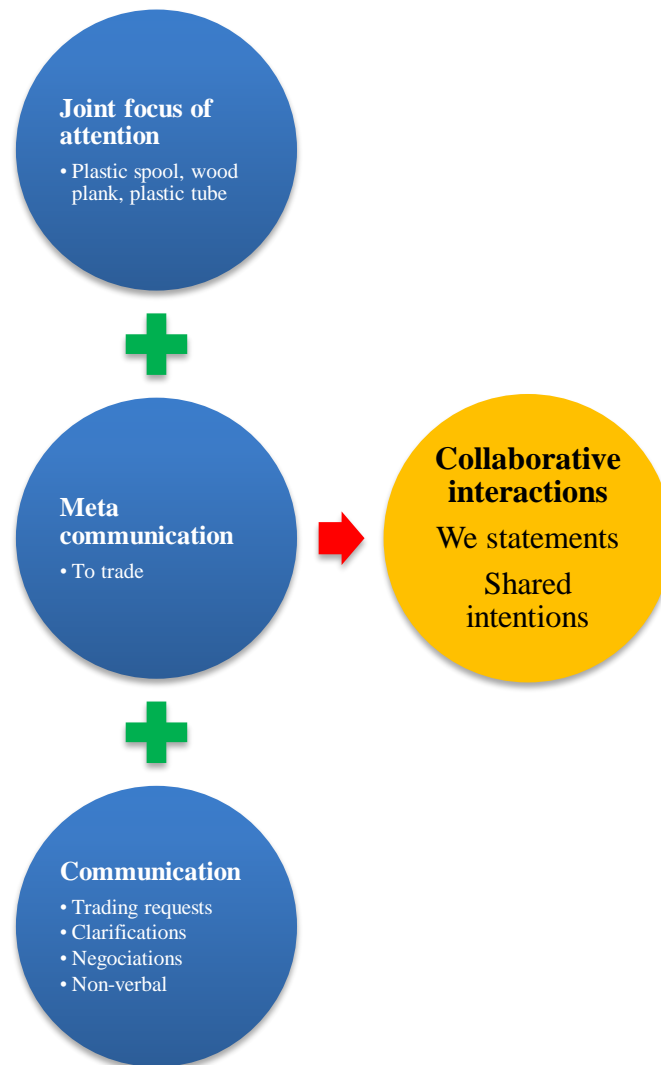 Joint focus of
attention
• Plastic spool, wood
plank, plastic tube
Meta
communication
• To trade
Collaborative
interactions
We statements
Shared
intentions
Communication
• Trading requests
• Clarifications
• Negociations
• Non-verbal